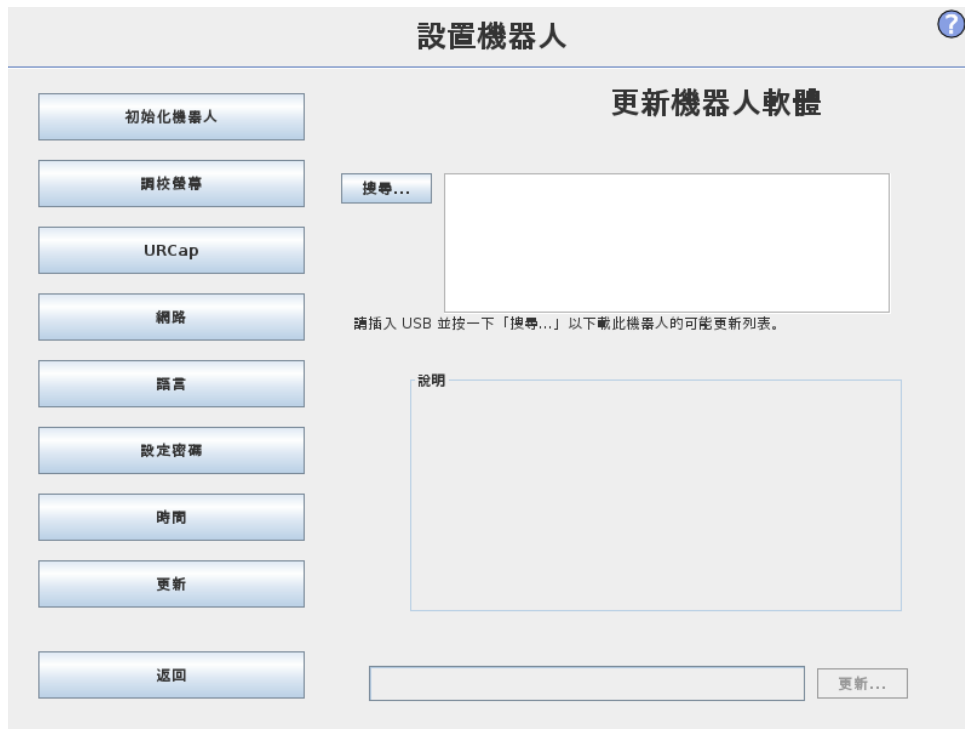 設置機器人
?
更新機器人軟體
初始化機器人
調校螢幕
URCap
網路
語言
設定密碼
時間
更新
返回
搜尋...
請插入 USB 並按一下「搜尋...」以下載此機器人的可能更新列表。
說明
更新...